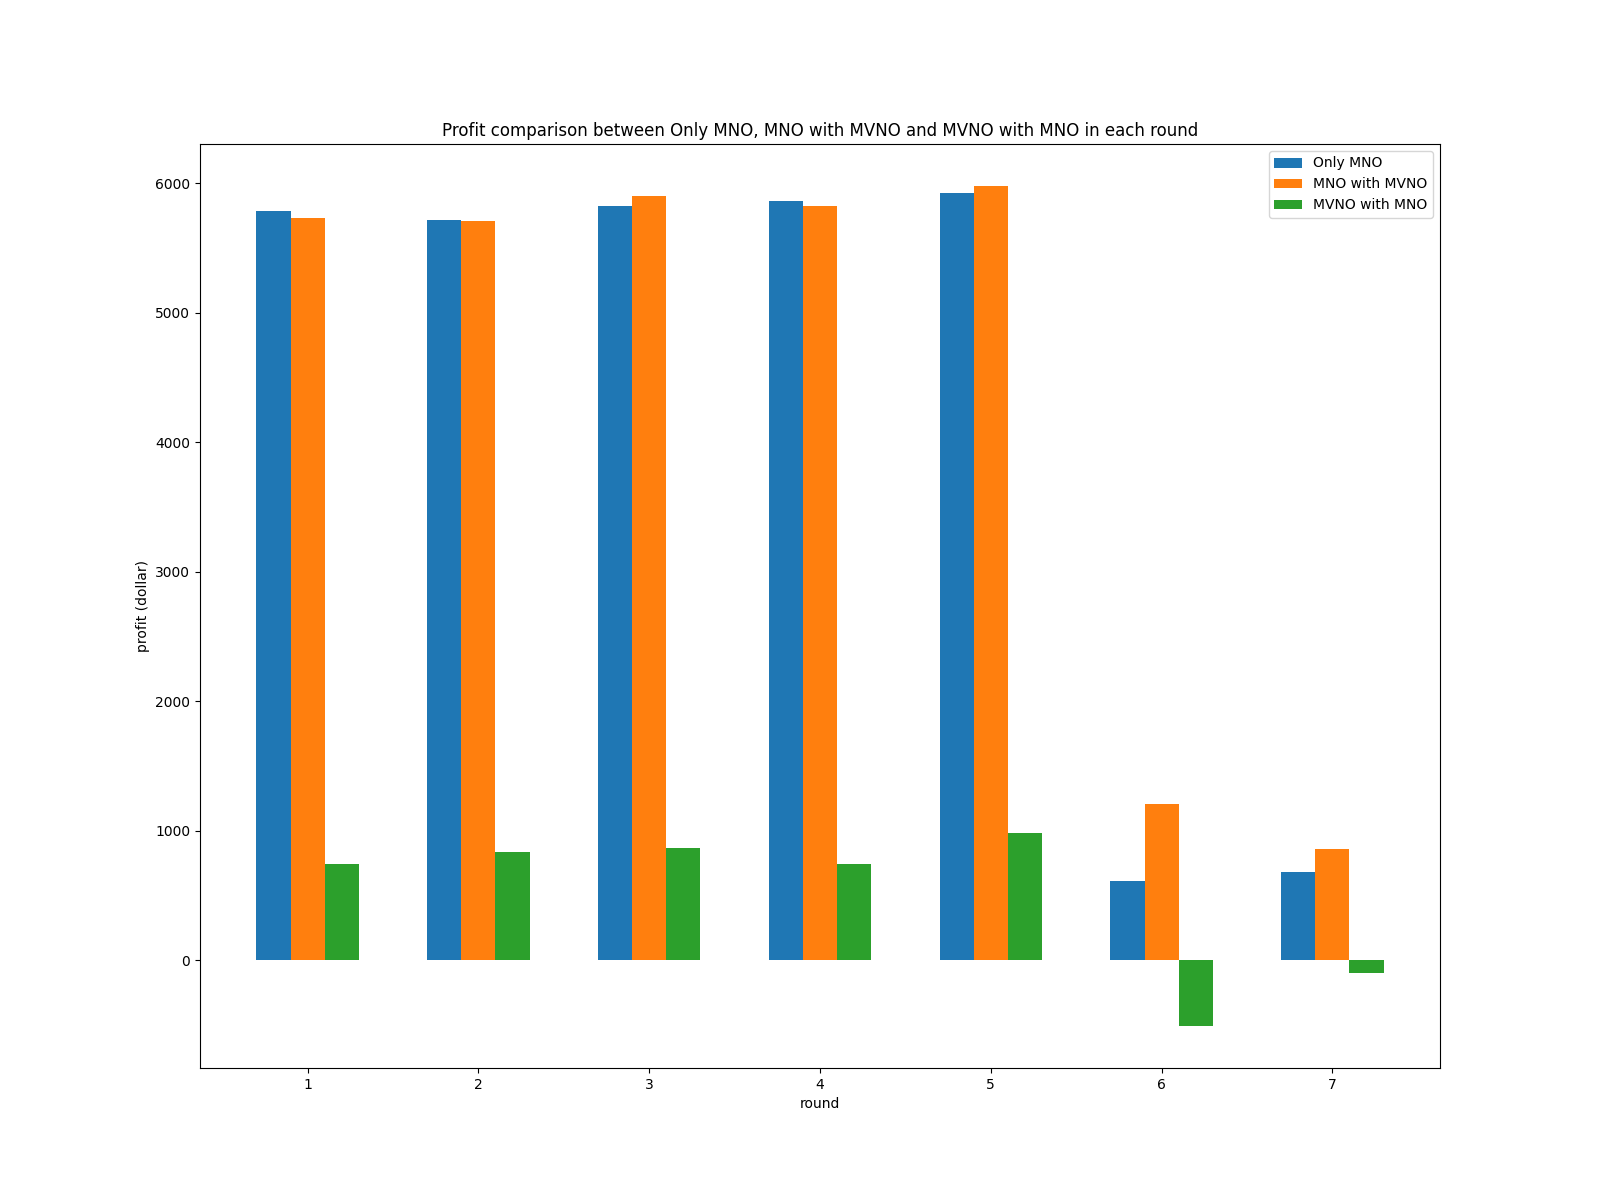 Profit comparison between Only MNO, MNO with MVNO and MVNO with MNO in each round
Only MNO
MNO with MVNO
MVNO with MNO
6000
5000
4000
3000
2000
1000
0
profit (dollar)
1 2 3 4 5 6 7
round